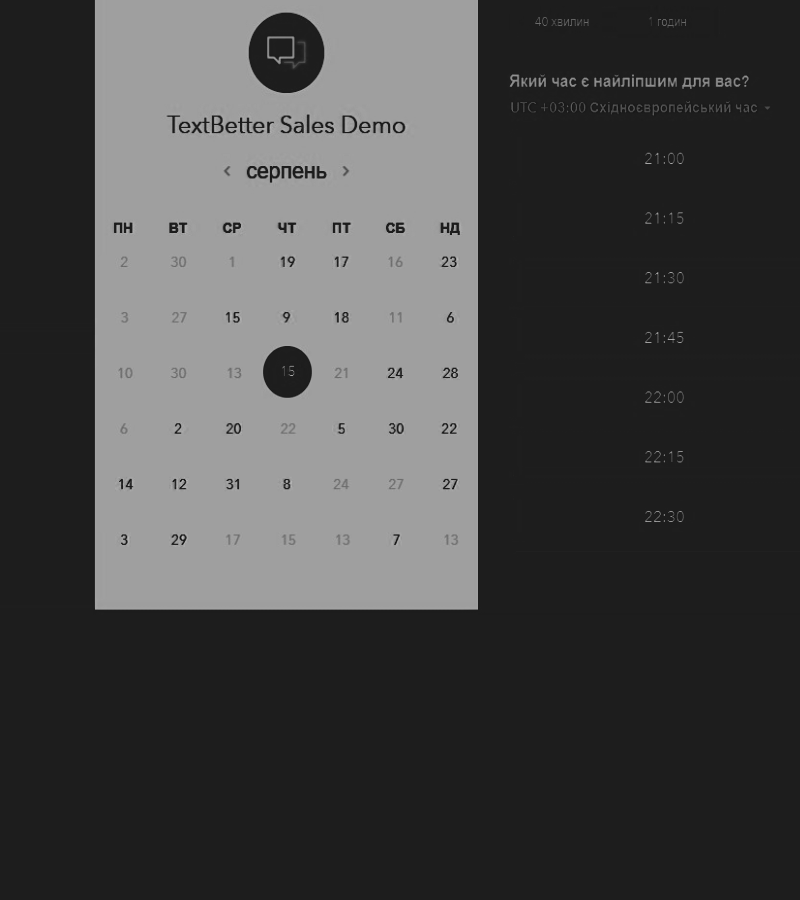 TextBetter Sales Demo
серпень
ПН ВТ СР ЧТ ПТ СБ НД
2 30 1 19 17 16 23
3 27 15 9 18 11 6
10 30 13 15 21 24 28
6 2 20 22 5 30 22
14 12 31 8 24 27 27
3 29 17 15 13 7 13
40 хвилин 1 годин
Який час є найліпшим для вас?
UTC +03:00 Східноєвропейський час
21:00
21:15
21:30
21:45
22:00
22:15
22:30